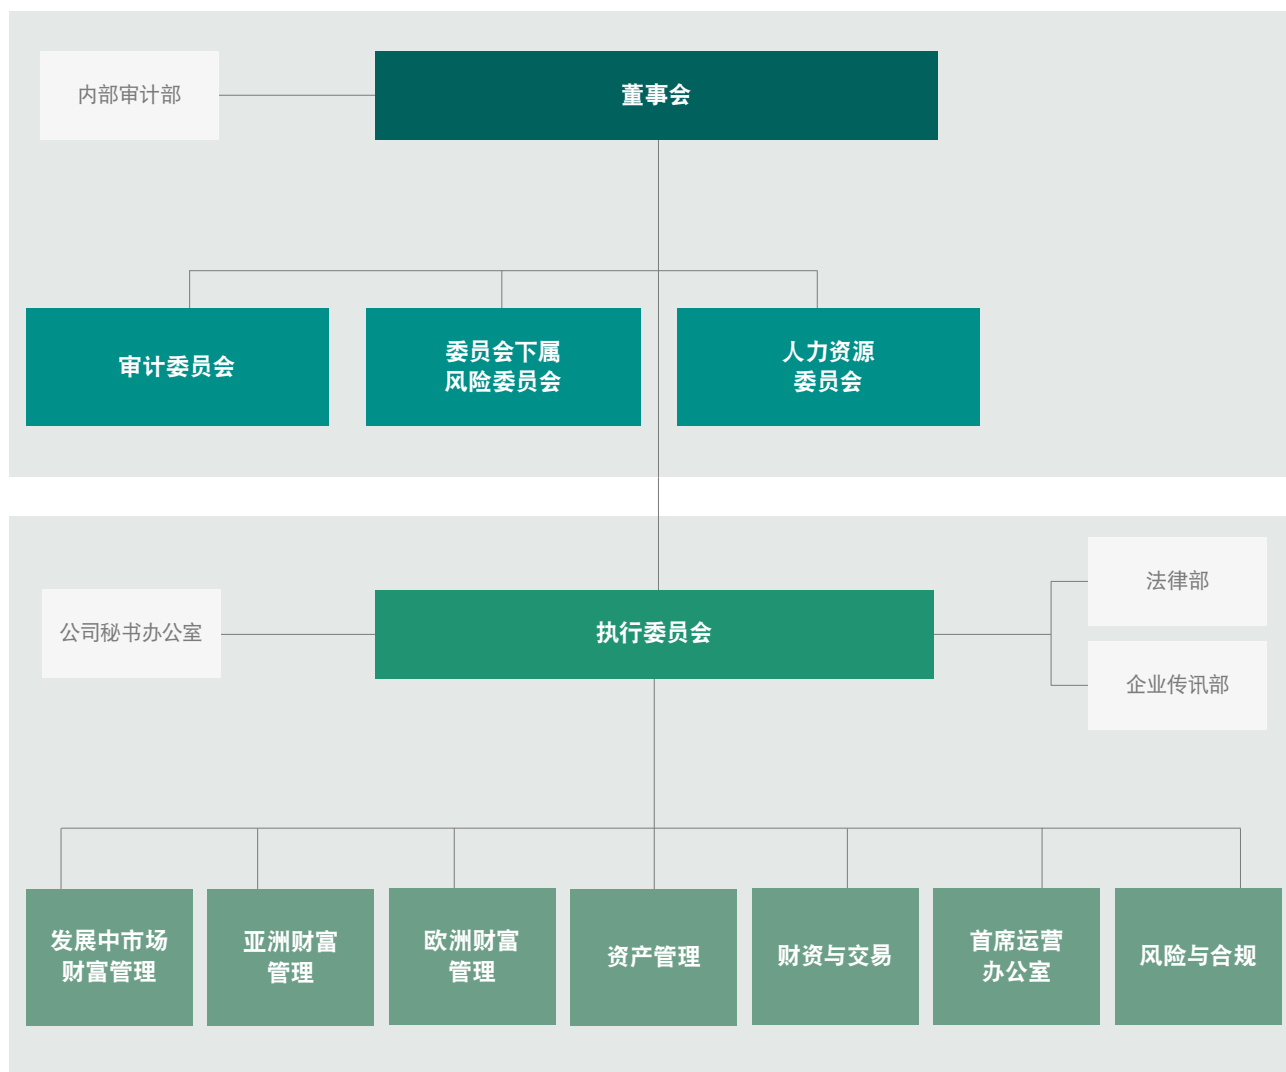 内部审计部
董事会
审计委员会
委员会下属
风险委员会
人力资源
委员会
公司秘书办公室
执行委员会
法律部
企业传讯部
发展中市场
财富管理
亚洲财富
管理
欧洲财富
管理
资产管理
财资与交易
首席运营
办公室
风险与合规